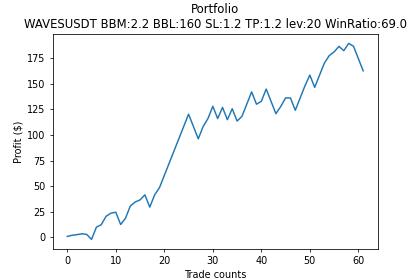 Portfolio
WAVESUSDT BBM:2.2 BBL:160 SL:1.2 TP:1.2 lev:20 WinRatio:69.0
Profit ($)
175
150
125
100
75
50
25
0
0 10 20 30 40 50 60
Trade counts